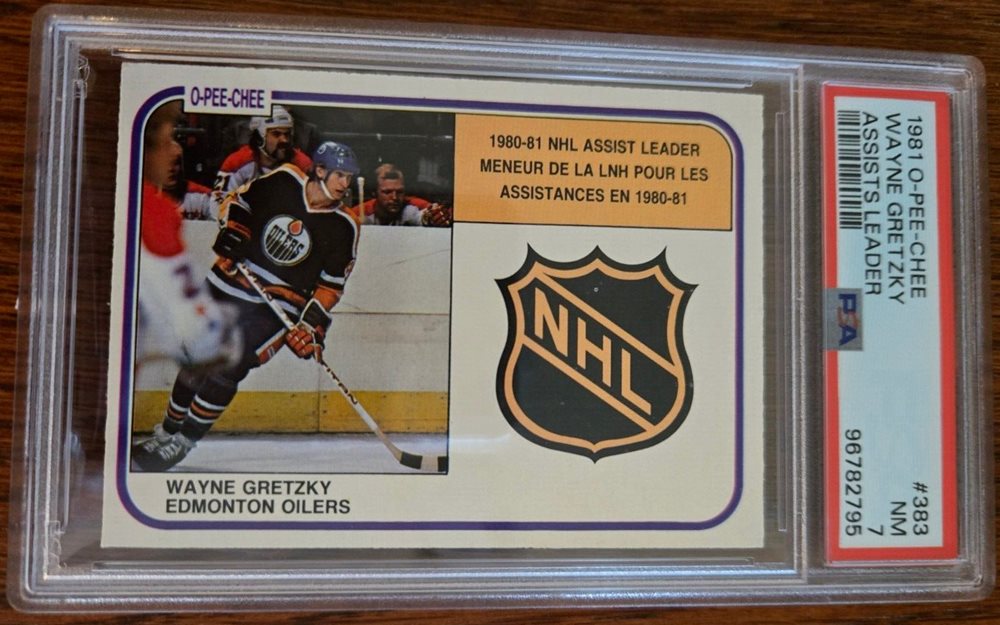 O-PEE-CHEE
1980-81 NHL ASSIST LEADER
MENEUR DE LA LNH POUR LES
ASSISTANCES EN 1980-81
OILERS
NHL
WAYNE GRETZKY
EDMONTON OILERS
1981 O-PEE-CHEE #383
WAYNE GRETZKY NM
ASSISTS LEADER 7
PSA 96782795